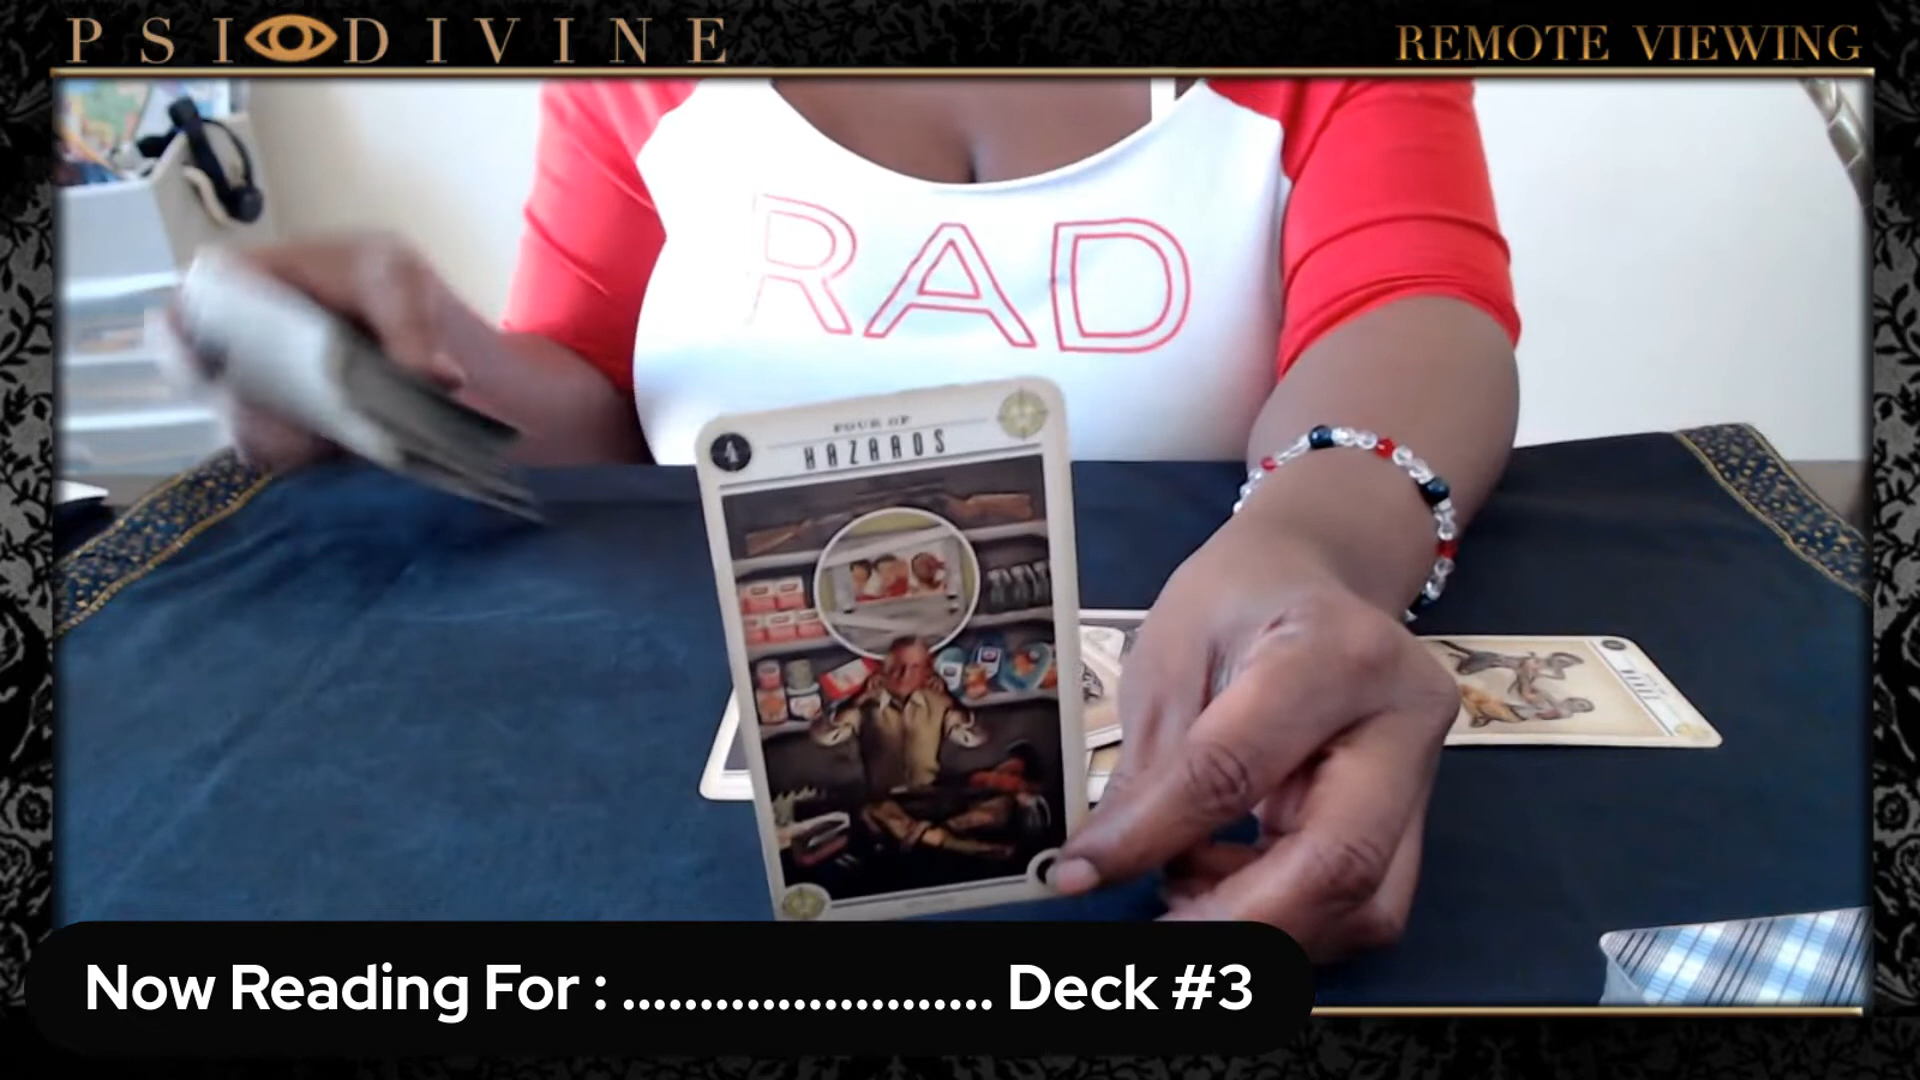 PSI DIVINE
REMOTE VIEWING
RAD
4
FOUR OF
HAZARDS
Now Reading For : ....................... Deck #3